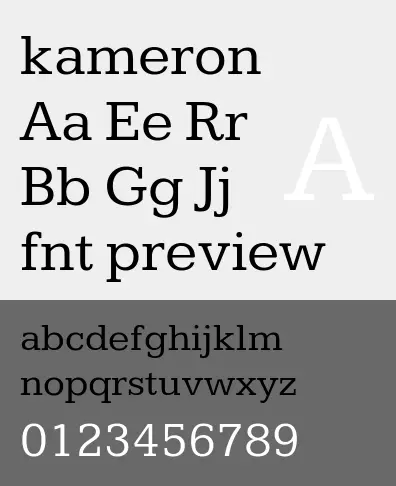 kameron
Aa Ee Rr
Bb Gg Jj
A
fnt preview
abcdefghijklm
nopqrstuvwxyz
0123456789